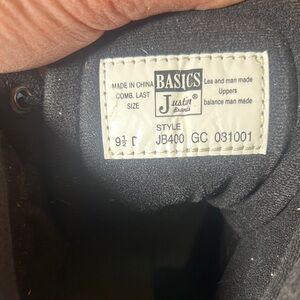 MADE IN CHINA
COMB. LAST
SIZE
9½ D
BASICS
Justin®
Brands
STYLE
JB400 GC 031001
Lea and man made
Uppers
balance man made